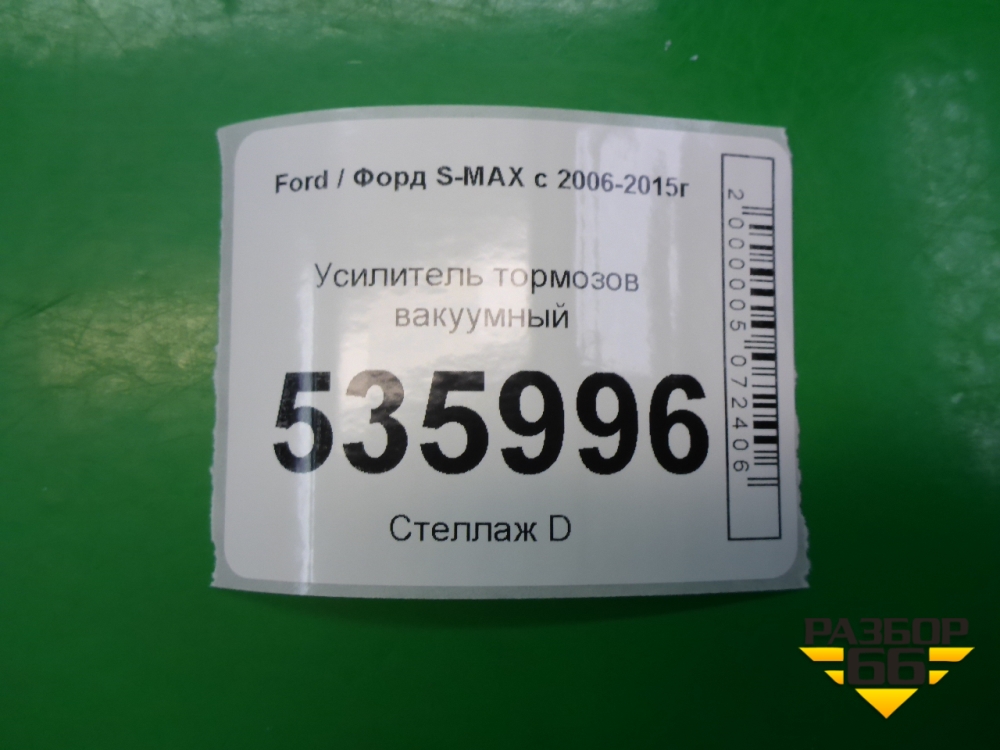 Ford / Форд S-MAX с 2006-2015г
Усилитель тормозов
вакуумный
535996
Стеллаж D
2000005072406
РАЗБОР
66